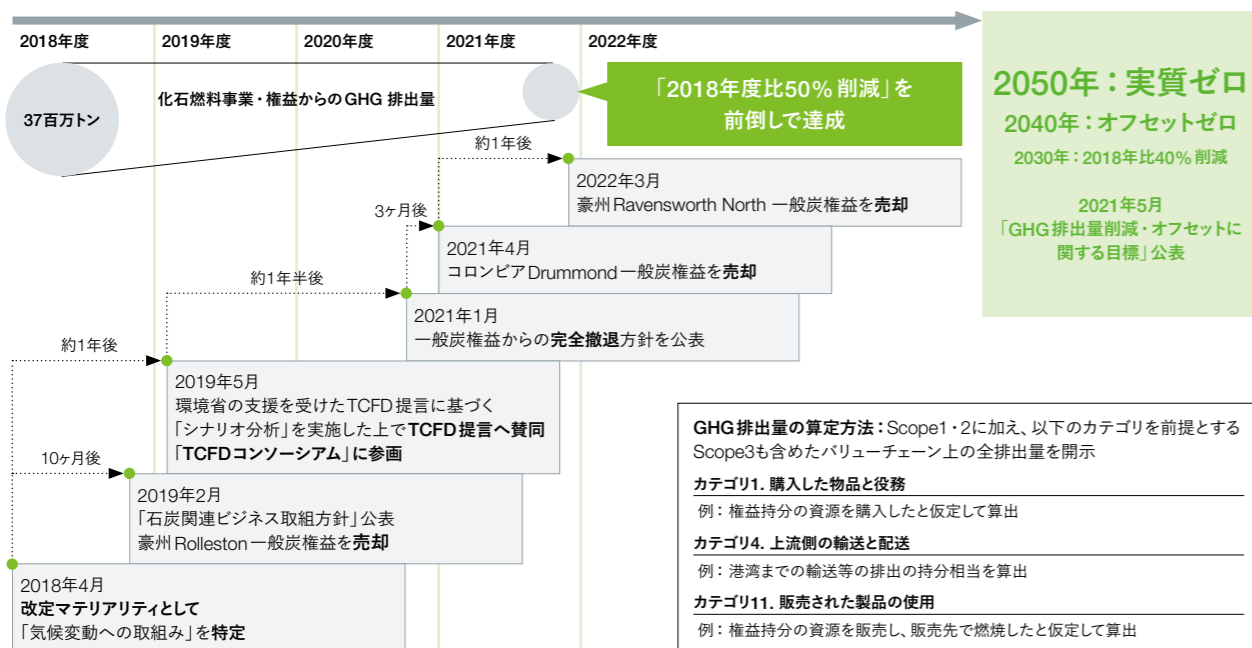 2018年度
2019年度
2020年度
2021年度
2022年度
37百万トン
化石燃料事業・権益からのGHG 排出量
「2018年度比50% 削減」を
前倒しで達成
2050年：実質ゼロ
2040年：オフセットゼロ
2030年：2018年比40% 削減
2021年5月
「GHG 排出量削減・オフセットに
関する目標」公表
約1年後
2022年3月
豪州 Ravensworth North 一般炭権益を売却
3ヶ月後
2021年4月
コロンビア Drummond 一般炭権益を売却
約1年半後
2021年1月
一般炭権益からの完全撤退方針を公表
約1年後
2019年5月
環境省の支援を受けたTCFD 提言に基づく
「シナリオ分析」を実施した上でTCFD 提言へ賛同
「TCFDコンソーシアム」に参画
10ヶ月後
2019年2月
「石炭関連ビジネス取組方針」公表
豪州 Rolleston 一般炭権益を売却
2018年4月
改定マテリアリティとして
「気候変動への取組み」を特定
GHG 排出量の算定方法：Scope1・2に加え、以下のカテゴリを前提とする
Scope3も含めたバリューチェーン上の全排出量を開示
カテゴリ1. 購入した物品と役務
例：権益持分の資源を購入したと仮定して算出
カテゴリ4. 上流側の輸送と配送
例：港湾までの輸送等の排出の持分相当を算出
カテゴリ11. 販売された製品の使用
例：権益持分の資源を販売し、販売先で燃焼したと仮定して算出